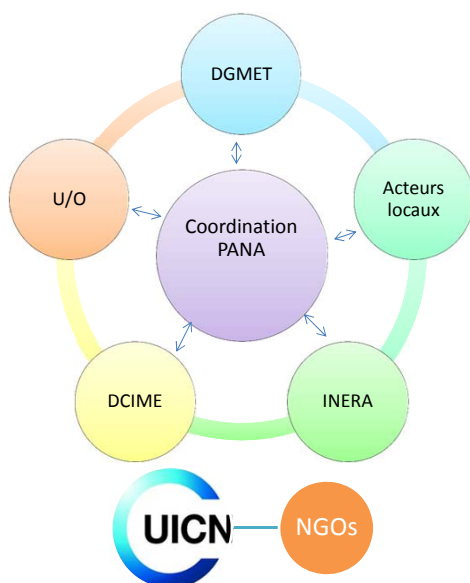 DGMET
U/O
Acteurs
locaux
Coordination
PANA
DCIME
INERA
UICN
NGOs